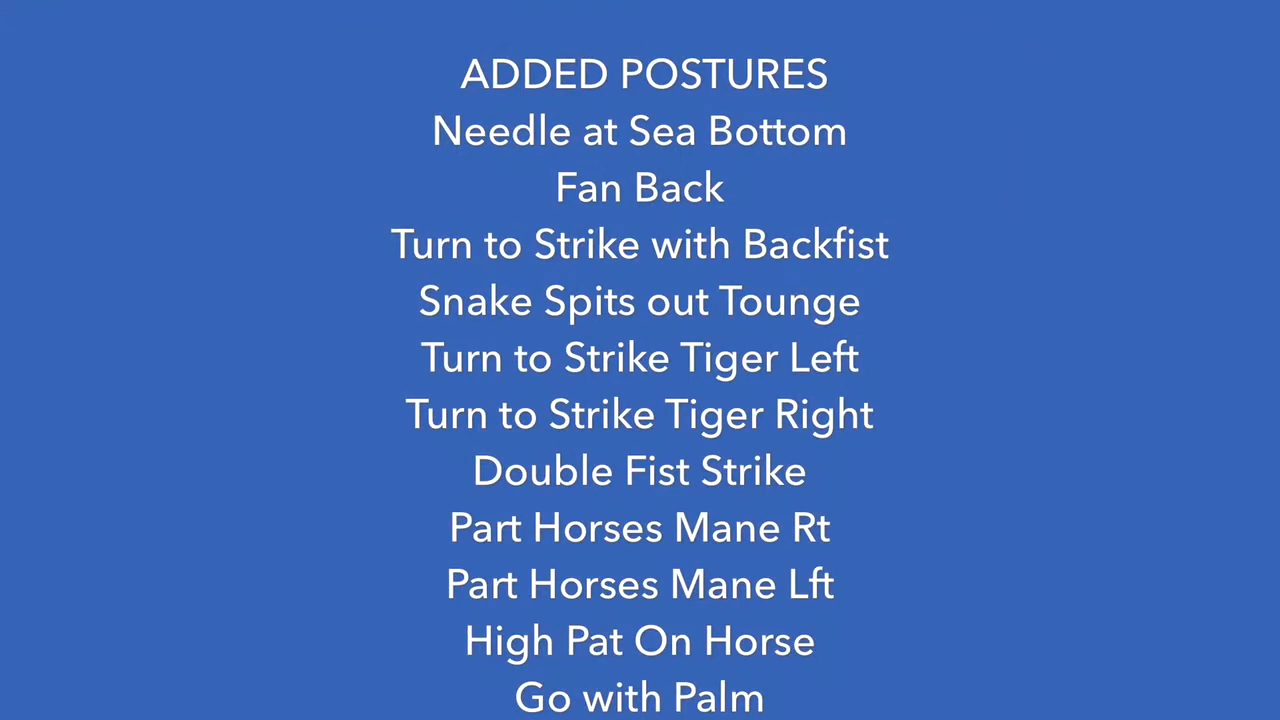 ADDED POSTURES
Needle at Sea Bottom
Fan Back
Turn to Strike with Backfist
Snake Spits out Tounge
Turn to Strike Tiger Left
Turn to Strike Tiger Right
Double Fist Strike
Part Horses Mane Rt
Part Horses Mane Lft
High Pat On Horse
Go with Palm